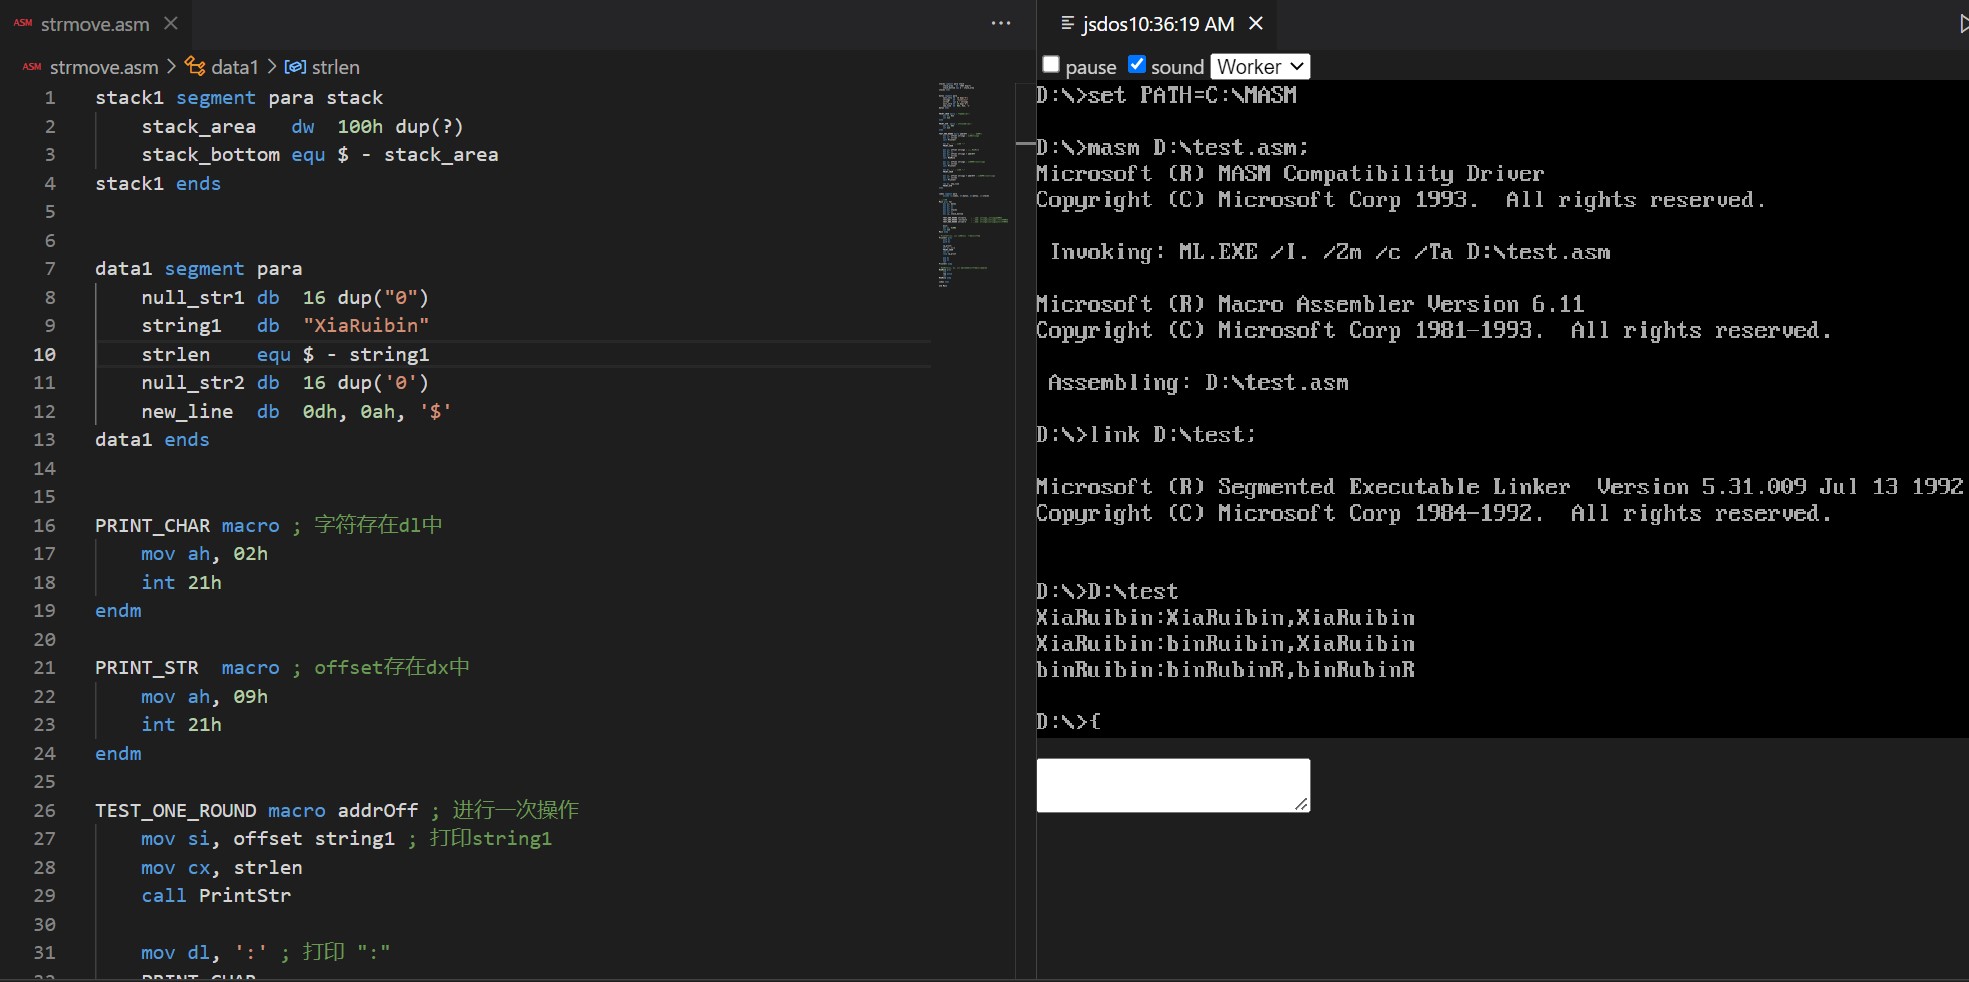 ASM strmove.asm ✕ ···
ASM strmove.asm > data1 > strlen
1 stack1 segment para stack
2 stack_area dw 100h dup(?)
3 stack_bottom equ $ - stack_area
4 stack1 ends
5
6
7 data1 segment para
8 null_str1 db 16 dup("0")
9 string1 db "XiaRuibin"
10 strlen equ $ - string1
11 null_str2 db 16 dup('0')
12 new_line db 0dh, 0ah, '$'
13 data1 ends
14
15
16 PRINT_CHAR macro ; 字符存在dl中
17 mov ah, 02h
18 int 21h
19 endm
20
21 PRINT_STR macro ; offset存在dx中
22 mov ah, 09h
23 int 21h
24 endm
25
26 TEST_ONE_ROUND macro addrOff ; 进行一次操作
27 mov si, offset string1 ; 打印string1
28 mov cx, strlen
29 call PrintStr
30
31 mov dl, ':' ; 打印 ":"
jsdos10:36:19 AM ✕
pause sound Worker
D:\>set PATH=C:\MASM
D:\>masm D:\test.asm;
Microsoft (R) MASM Compatibility Driver
Copyright (C) Microsoft Corp 1993.  All rights reserved.
Invoking: ML.EXE /I. /Zm /c /Ta D:\test.asm
Microsoft (R) Macro Assembler Version 6.11
Copyright (C) Microsoft Corp 1981-1993.  All rights reserved.
Assembling: D:\test.asm
D:\>link D:\test;
Microsoft (R) Segmented Executable Linker  Version 5.31.009 Jul 13 1992
Copyright (C) Microsoft Corp 1984-1992.  All rights reserved.
D:\>D:\test
XiaRuibin:XiaRuibin,XiaRuibin
XiaRuibin:binRuibin,XiaRuibin
binRuibin:binRubinR,binRubinR
D:\>{